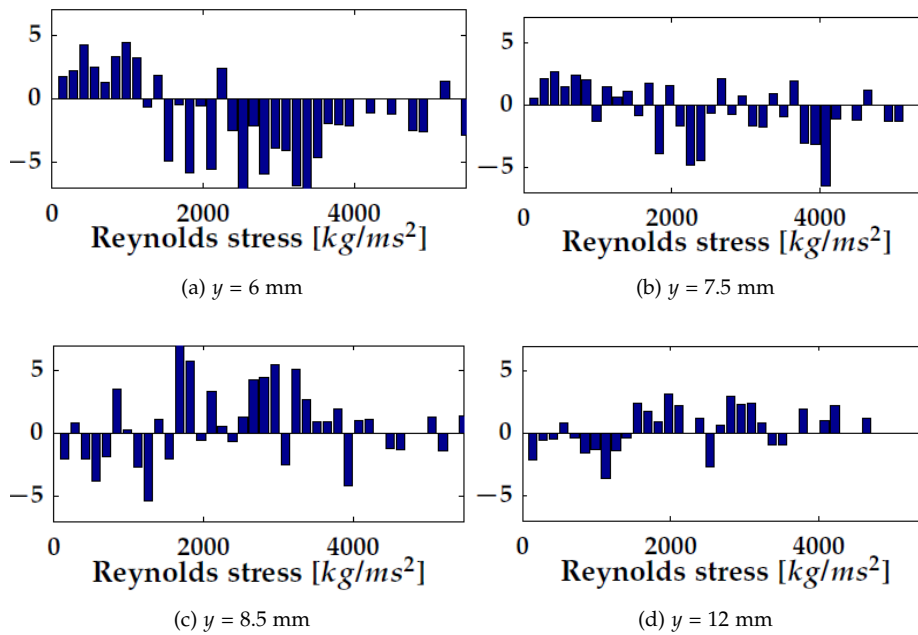 5
0
−5
0 2000 4000
Reynolds stress [kg/ms²]
(a) y = 6 mm
5
0
−5
0 2000 4000
Reynolds stress [kg/ms²]
(b) y = 7.5 mm
5
0
−5
0 2000 4000
Reynolds stress [kg/ms²]
(c) y = 8.5 mm
5
0
−5
0 2000 4000
Reynolds stress [kg/ms²]
(d) y = 12 mm